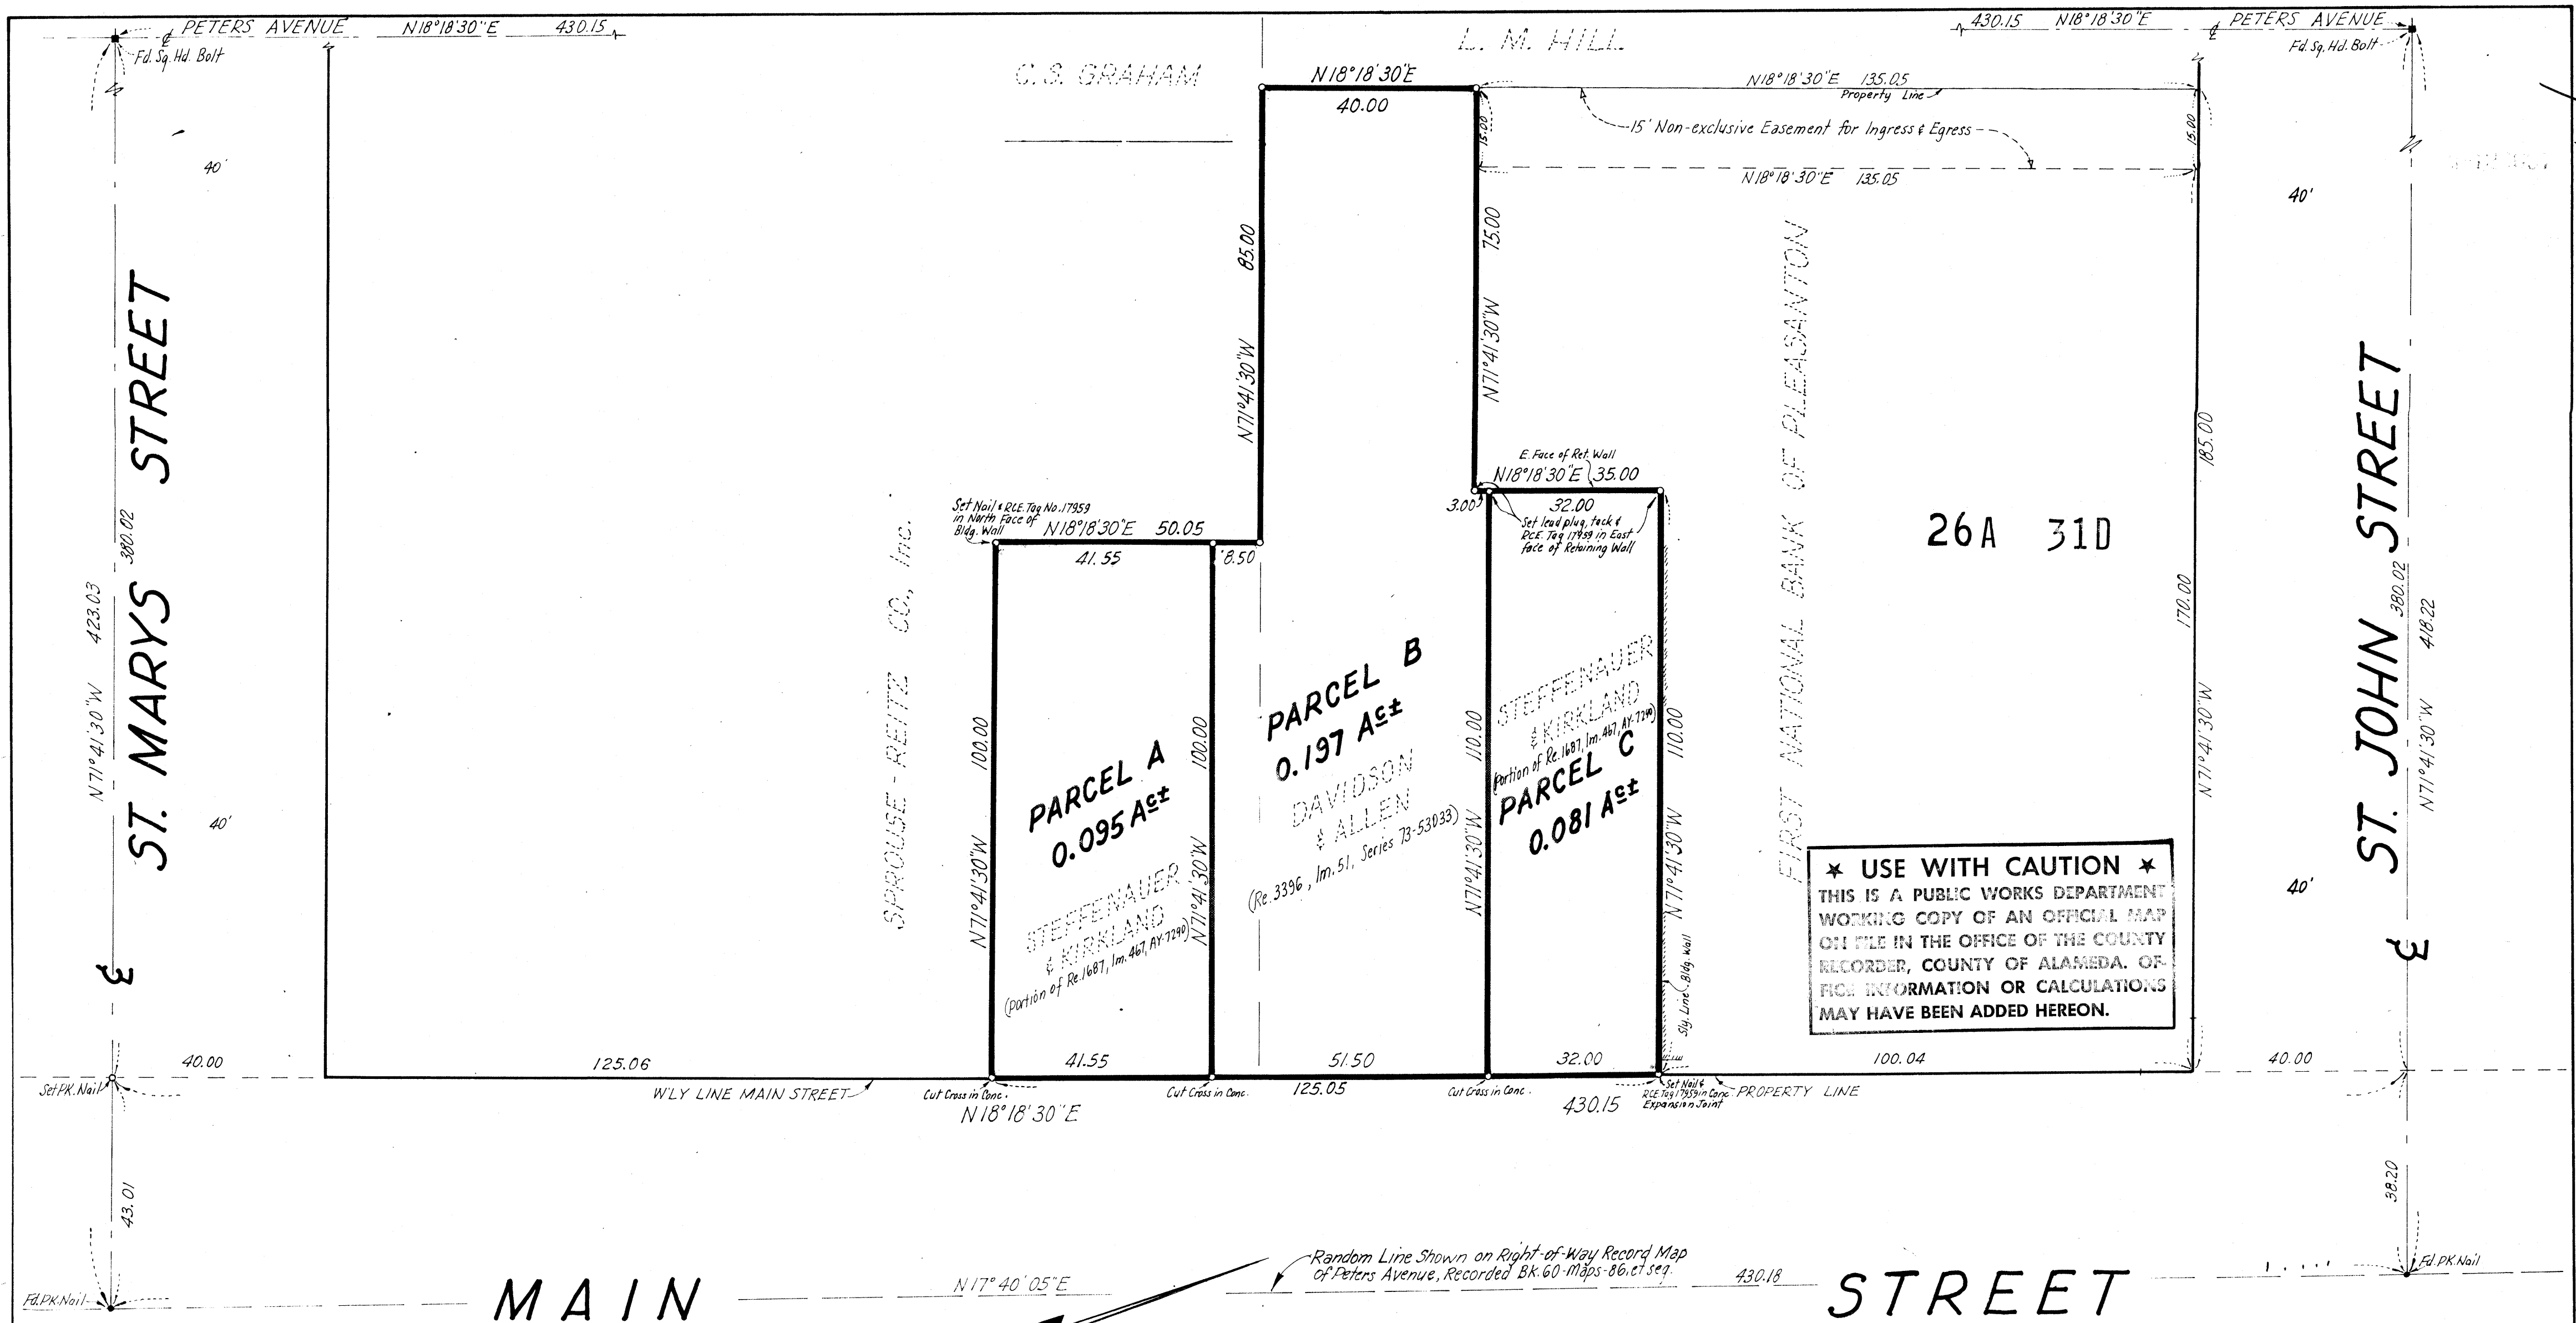 PETERS AVENUE N18°18'30"E 430.15
Fd. Sq. Hd. Bolt
430.15 N18°18'30"E ℄ PETERS AVENUE
Fd. Sq. Hd. Bolt
C. S. GRAHAM
L. M. HILL
N18°18'30"E
40.00
N18°18'30"E 135.05
Property Line
15' Non-exclusive Easement for Ingress & Egress
15.00
15.00
N18°18'30"E 135.05
40'
40'
N71°41'30"W 85.00
N71°41'30"W 75.00
ST. MARYS STREET
380.02
N71°41'30"W 423.03
40'
SPROUSE-REITZ CO., Inc.
Set Nail & RCE. Tag No. 17959
in North Face of
Bldg. Wall
N18°18'30"E 50.05
41.55
8.50
E. Face of Ret. Wall
N18°18'30"E 35.00
3.00
32.00
Set lead plug, tack &
RCE. Tag 17959 in East
face of Retaining Wall
FIRST NATIONAL BANK OF PLEASANTON
26A 31D
185.00
170.00
N71°41'30"W
ST. JOHN STREET
380.02
N71°41'30"W 418.22
40'
N71°41'30"W 100.00
PARCEL A
0.095 Ac±
STEFFENAUER
& KIRKLAND
(portion of Re.1687, Im.467, AY-7290)
N71°41'30"W 100.00
PARCEL B
0.197 Ac±
DAVIDSON
& ALLEN
(Re. 3396, Im. 51, Series 73-53033)
N71°41'30"W 110.00
STEFFENAUER
& KIRKLAND
(portion of Re.1687, Im.467, AY-7290)
PARCEL C
0.081 Ac±
N71°41'30"W 110.00
Sly. Line Bldg. Wall
★ USE WITH CAUTION ★
THIS IS A PUBLIC WORKS DEPARTMENT
WORKING COPY OF AN OFFICIAL MAP
ON FILE IN THE OFFICE OF THE COUNTY
RECORDER, COUNTY OF ALAMEDA. OF-
FICE INFORMATION OR CALCULATIONS
MAY HAVE BEEN ADDED HEREON.
40.00
125.06
41.55
51.50
32.00
100.04
40.00
Set P.K. Nail
W'LY LINE MAIN STREET
Cut Cross in Conc.
Cut Cross in Conc.
125.05
Cut Cross in Conc.
Set Nail &
RCE Tag 17959 in Conc.
Expansion Joint
PROPERTY LINE
N18°18'30"E
430.15
43.01
38.20
Random Line Shown on Right-of-Way Record Map
Of Peters Avenue, Recorded BK. 60-Maps-86, et seq.
N17°40'05"E
430.18
Fd. P.K. Nail
Fd. P.K. Nail
MAIN STREET